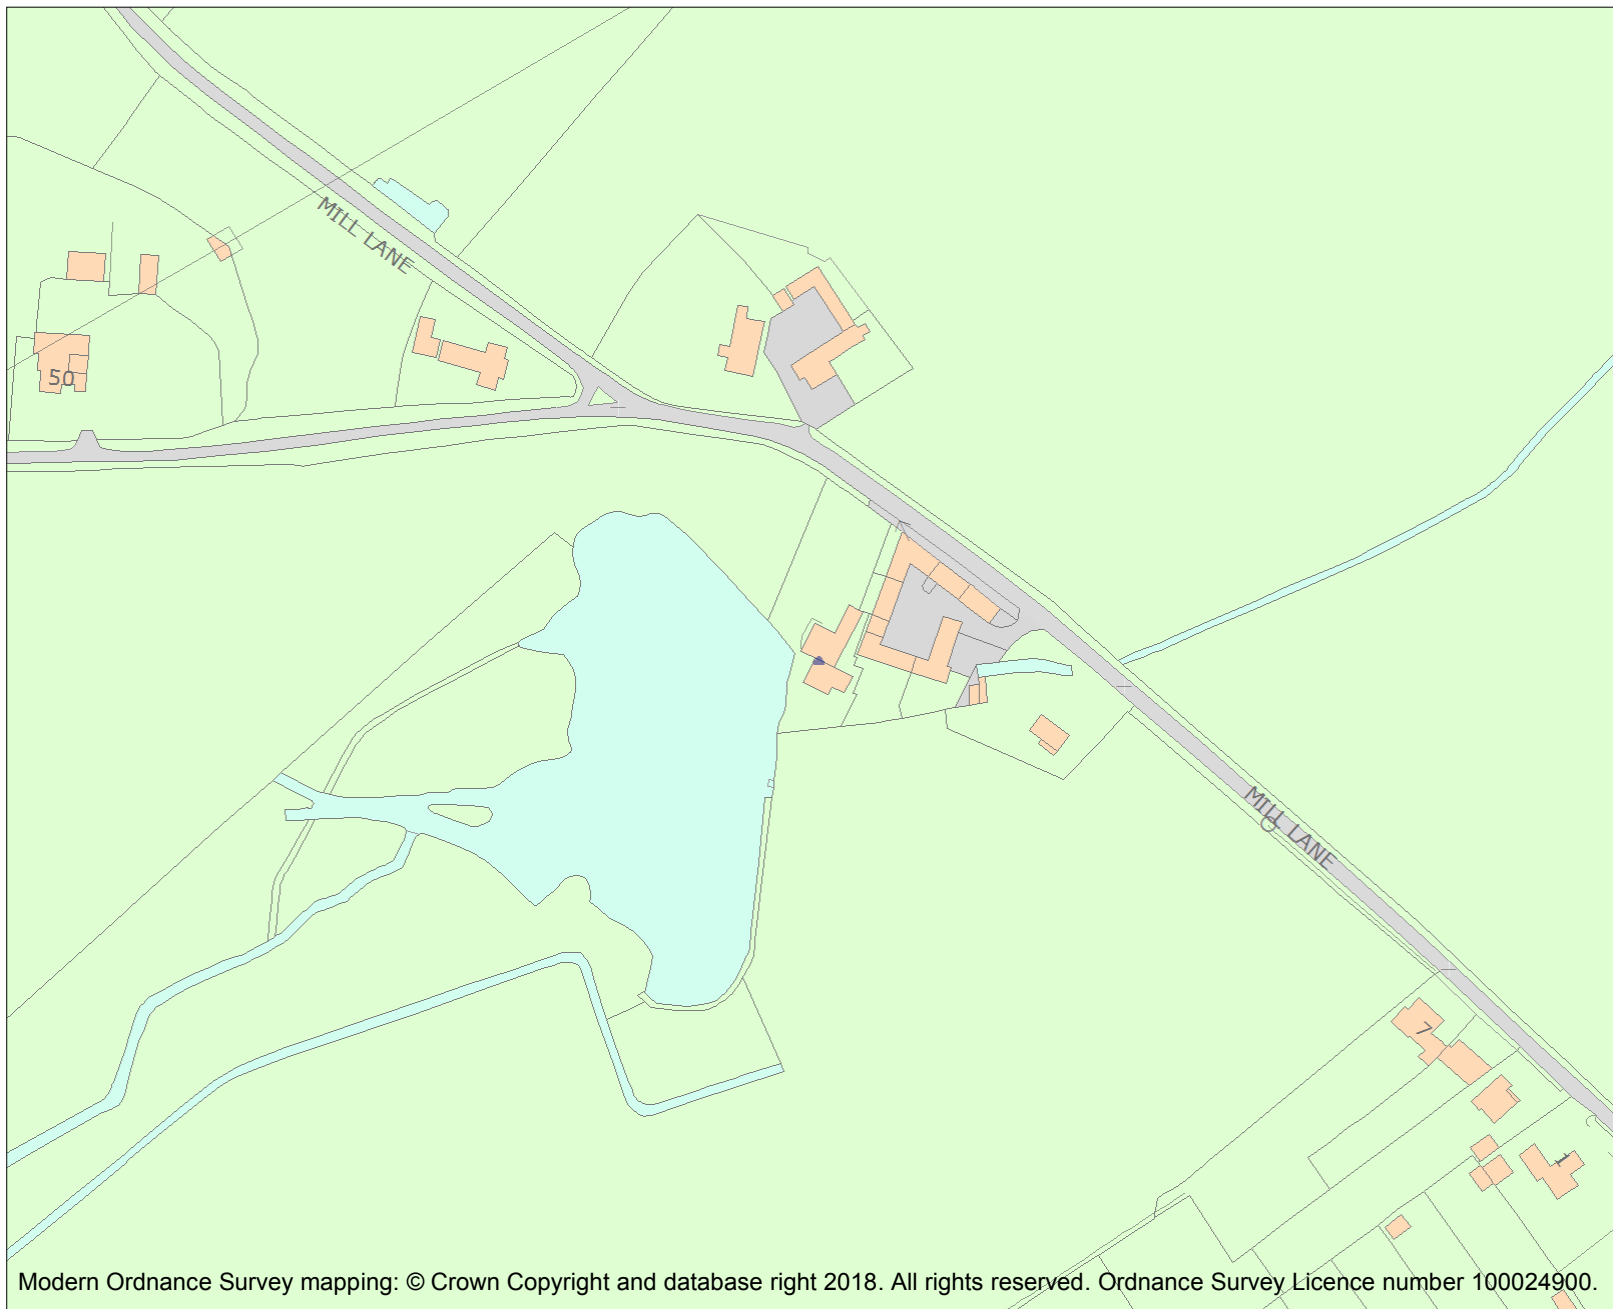 MILL LANE
50
MILL LANE
7
1
Modern Ordnance Survey mapping: © Crown Copyright and database right 2018. All rights reserved. Ordnance Survey Licence number 100024900.